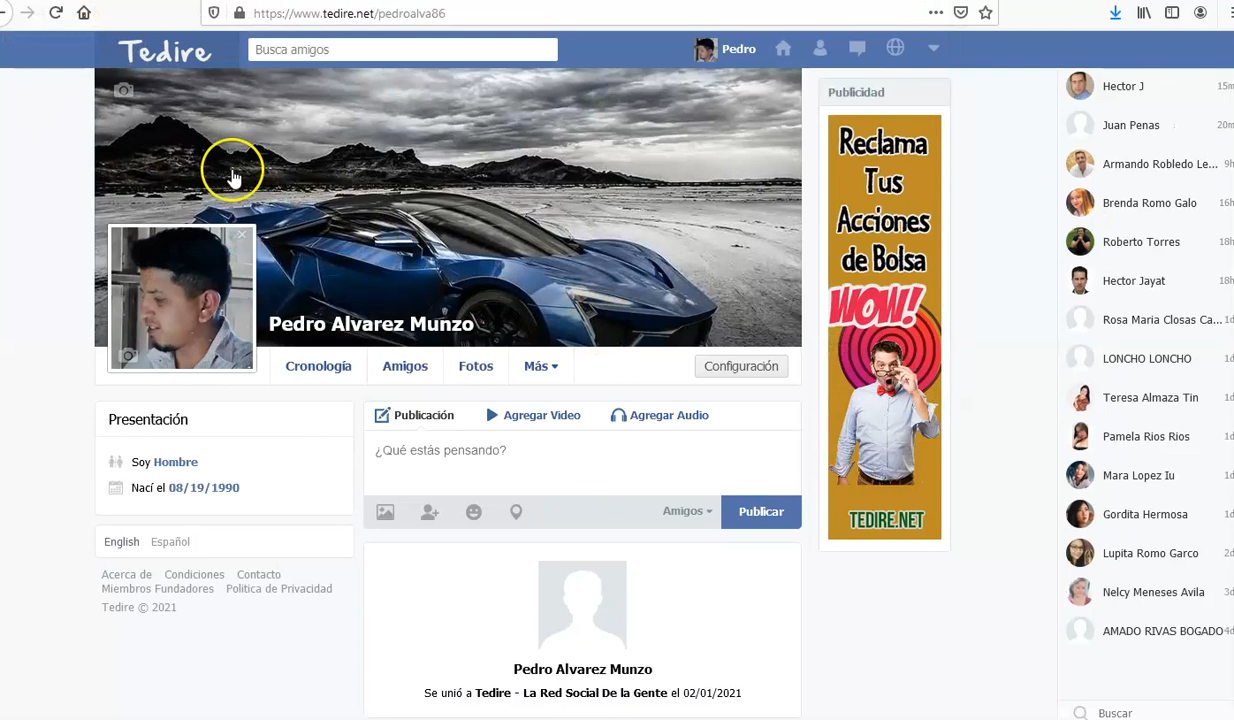 https://www.tedire.net/pedroalva86
Tedire
Busca amigos
Pedro
Pedro Alvarez Munzo
Cronología
Amigos
Fotos
Más
Configuración
Presentación
Soy Hombre
Nací el 08/19/1990
English Español
Acerca de Condiciones Contacto
Miembros Fundadores Politica de Privacidad
Tedire © 2021
Publicación
Agregar Video
Agregar Audio
¿Qué estás pensando?
Amigos
Publicar
Pedro Alvarez Munzo
Se unió a Tedire - La Red Social De la Gente el 02/01/2021
Publicidad
Reclama
Tus
Acciones
de Bolsa
WOW!
TEDIRE.NET
Hector J 15m
Juan Penas 20m
Armando Robledo Le... 9h
Brenda Romo Galo 16h
Roberto Torres 18h
Hector Jayat 18h
Rosa Maria Closas Ca... 1d
LONCHO LONCHO 1d
Teresa Almaza Tin 1d
Pamela Rios Rios 1d
Mara Lopez Iu 1d
Gordita Hermosa 1d
Lupita Romo Garco 2d
Nelcy Meneses Avila 3d
AMADO RIVAS BOGADO 4d
Buscar